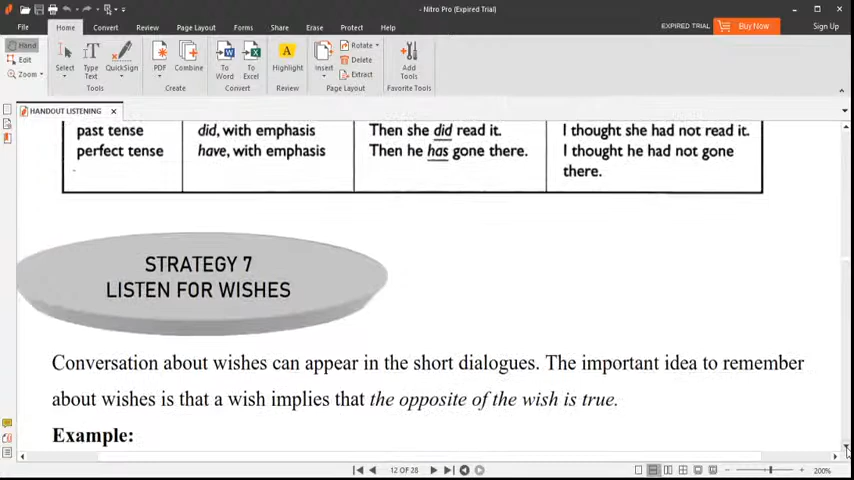 - Nitro Pro (Expired Trial)
File Home Convert Review Page Layout Forms Share Erase Protect Help
EXPIRED TRIAL Buy Now Sign Up
Hand
Edit
Zoom
Select
Type Text
QuickSign
PDF
Combine
To Word
To Excel
Highlight
Insert
Rotate
Delete
Extract
Add Tools
Tools Create Convert Review Page Layout Favorite Tools
HANDOUT LISTENING
past tense did, with emphasis Then she did read it. I thought she had not read it.
perfect tense have, with emphasis Then he has gone there. I thought he had not gone
there.
STRATEGY 7
LISTEN FOR WISHES
Conversation about wishes can appear in the short dialogues. The important idea to remember
about wishes is that a wish implies that the opposite of the wish is true.
Example:
12 OF 28
200%